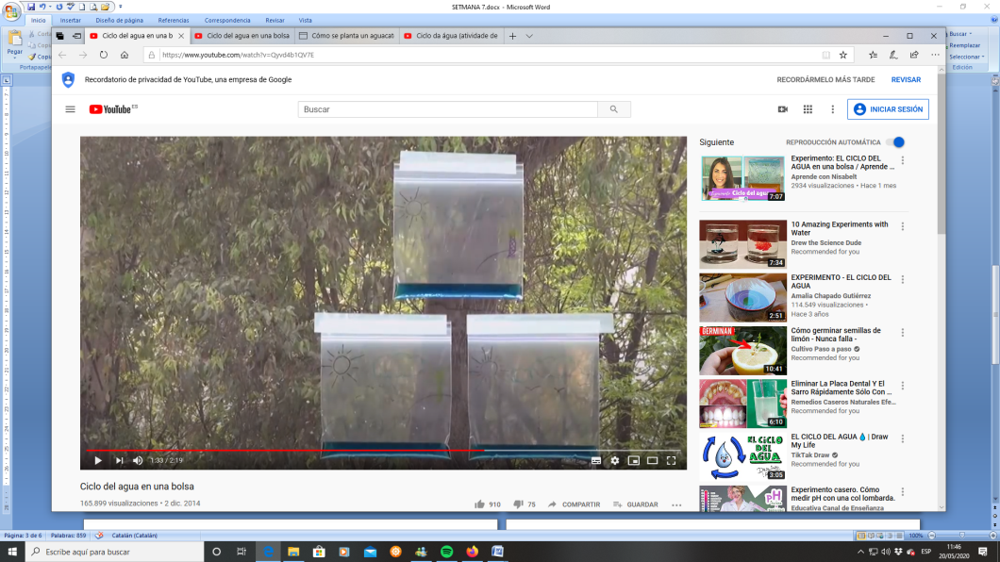 SETMANA 7.docx - Microsoft Word
Inicio Insertar Diseño de página Referencias Correspondencia Revisar Vista
Pegar
Portapapele
Buscar
Reemplazar
Seleccionar
Edición
Ciclo del agua en una b
Ciclo del agua en una bolsa
Cómo se planta un aguacat
Ciclo da água (atividade de
https://www.youtube.com/watch?v=Qyvd4b1QV7E
Recordatorio de privacidad de YouTube, una empresa de Google
RECORDÁRMELO MÁS TARDE
REVISAR
YouTube ES
Buscar
INICIAR SESIÓN
1:33 / 2:19
Ciclo del agua en una bolsa
165.899 visualizaciones • 2 dic. 2014
910
75
COMPARTIR
GUARDAR
Siguiente
REPRODUCCIÓN AUTOMÁTICA
7:07
Experimento: EL CICLO DEL
AGUA en una bolsa / Aprende ...
Aprende con Nisabelt
2934 visualizaciones • Hace 1 mes
7:34
10 Amazing Experiments with
Water
Drew the Science Dude
Recommended for you
2:51
EXPERIMENTO - EL CICLO DEL
AGUA
Amalia Chapado Gutiérrez
114.549 visualizaciones •
Hace 3 años
GERMINAN
10:41
Cómo germinar semillas de
limón - Nunca falla -
Cultivo Paso a paso
Recommended for you
6:10
Eliminar La Placa Dental Y El
Sarro Rápidamente Sólo Con ...
Remedios Caseros Naturales Efe...
Recommended for you
EL CICLO
DEL
AGUA
3:05
EL CICLO DEL AGUA 💧 | Draw
My Life
TikTak Draw
Recommended for you
pH
Experimento casero. Cómo
medir pH con una col lombarda.
Educativa Canal de Enseñanza
Página: 3 de 6 Palabras: 859 Catalán (Catalán)
100%
Escribe aquí para buscar
ESP
11:46
20/05/2020